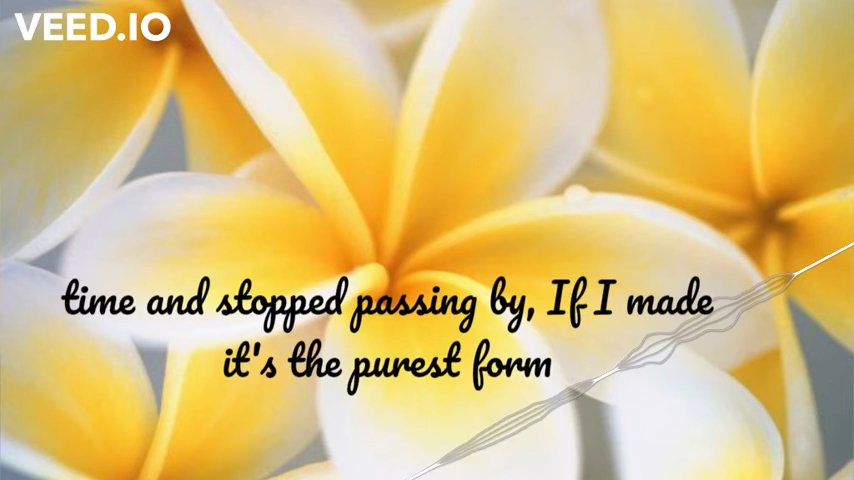 VEED.IO
time and stopped passing by, If I made
it's the purest form